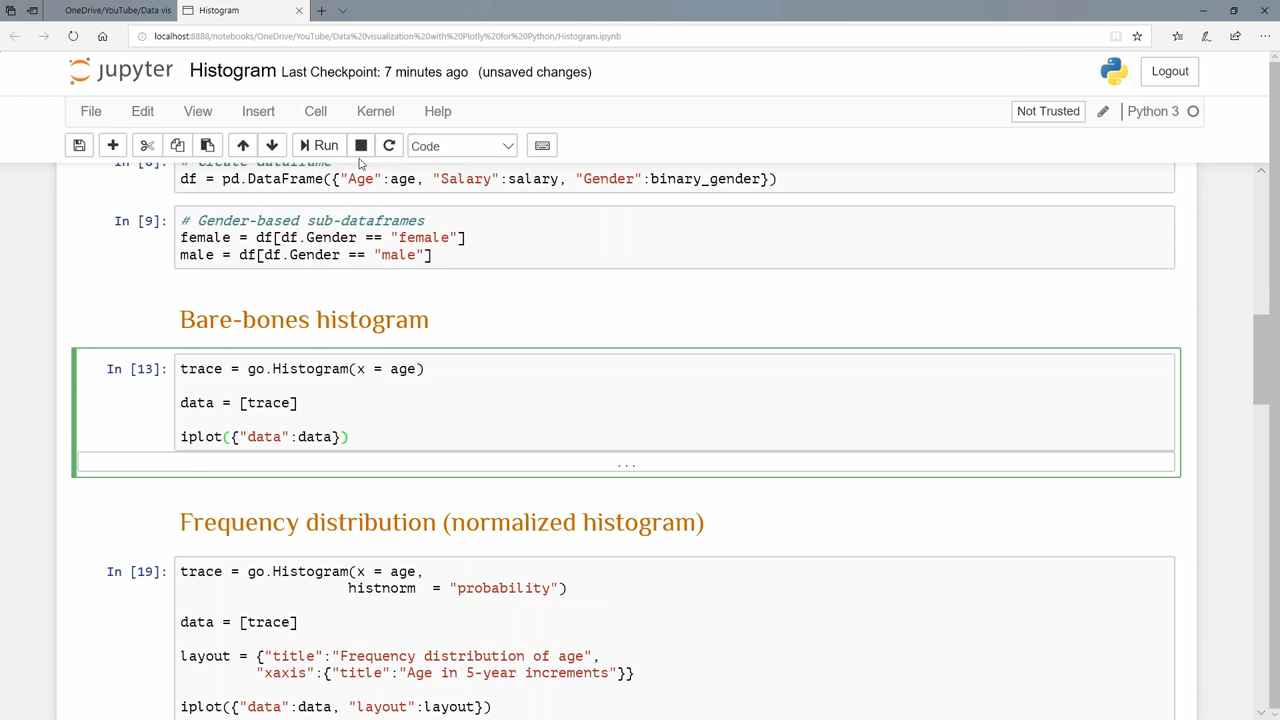 OneDrive/YouTube/Data vis
Histogram
localhost:8888/notebooks/OneDrive/YouTube/Data%20visualization%20with%20Plotly%20for%20Python/Histogram.ipynb
jupyter Histogram Last Checkpoint: 7 minutes ago (unsaved changes)
Logout
File Edit View Insert Cell Kernel Help
Not Trusted
Python 3
Run
Code
In [8]: # Create dataframe
df = pd.DataFrame({"Age":age, "Salary":salary, "Gender":binary_gender})
In [9]: # Gender-based sub-dataframes
female = df[df.Gender == "female"]
male = df[df.Gender == "male"]
Bare-bones histogram
In [13]: trace = go.Histogram(x = age)
data = [trace]
iplot({"data":data})
...
Frequency distribution (normalized histogram)
In [19]: trace = go.Histogram(x = age,
histnorm = "probability")
data = [trace]
layout = {"title":"Frequency distribution of age",
"xaxis":{"title":"Age in 5-year increments"}}
iplot({"data":data, "layout":layout})